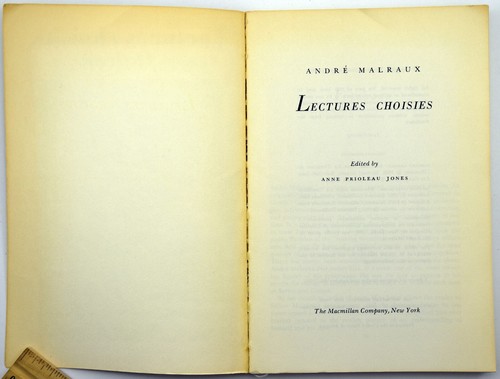 ANDRÉ MALRAUX
LECTURES CHOISIES
Edited by
ANNE PRIOLEAU JONES
The Macmillan Company, New York